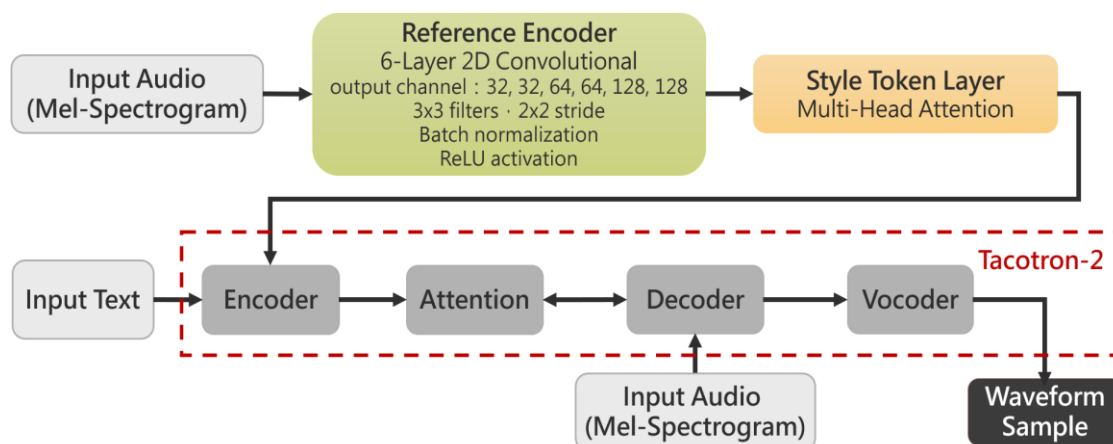 Input Audio
(Mel-Spectrogram)
Reference Encoder
6-Layer 2D Convolutional
output channel：32, 32, 64, 64, 128, 128
3x3 filters · 2x2 stride
Batch normalization
ReLU activation
Style Token Layer
Multi-Head Attention
Tacotron-2
Input Text
Encoder
Attention
Decoder
Vocoder
Input Audio
(Mel-Spectrogram)
Waveform
Sample